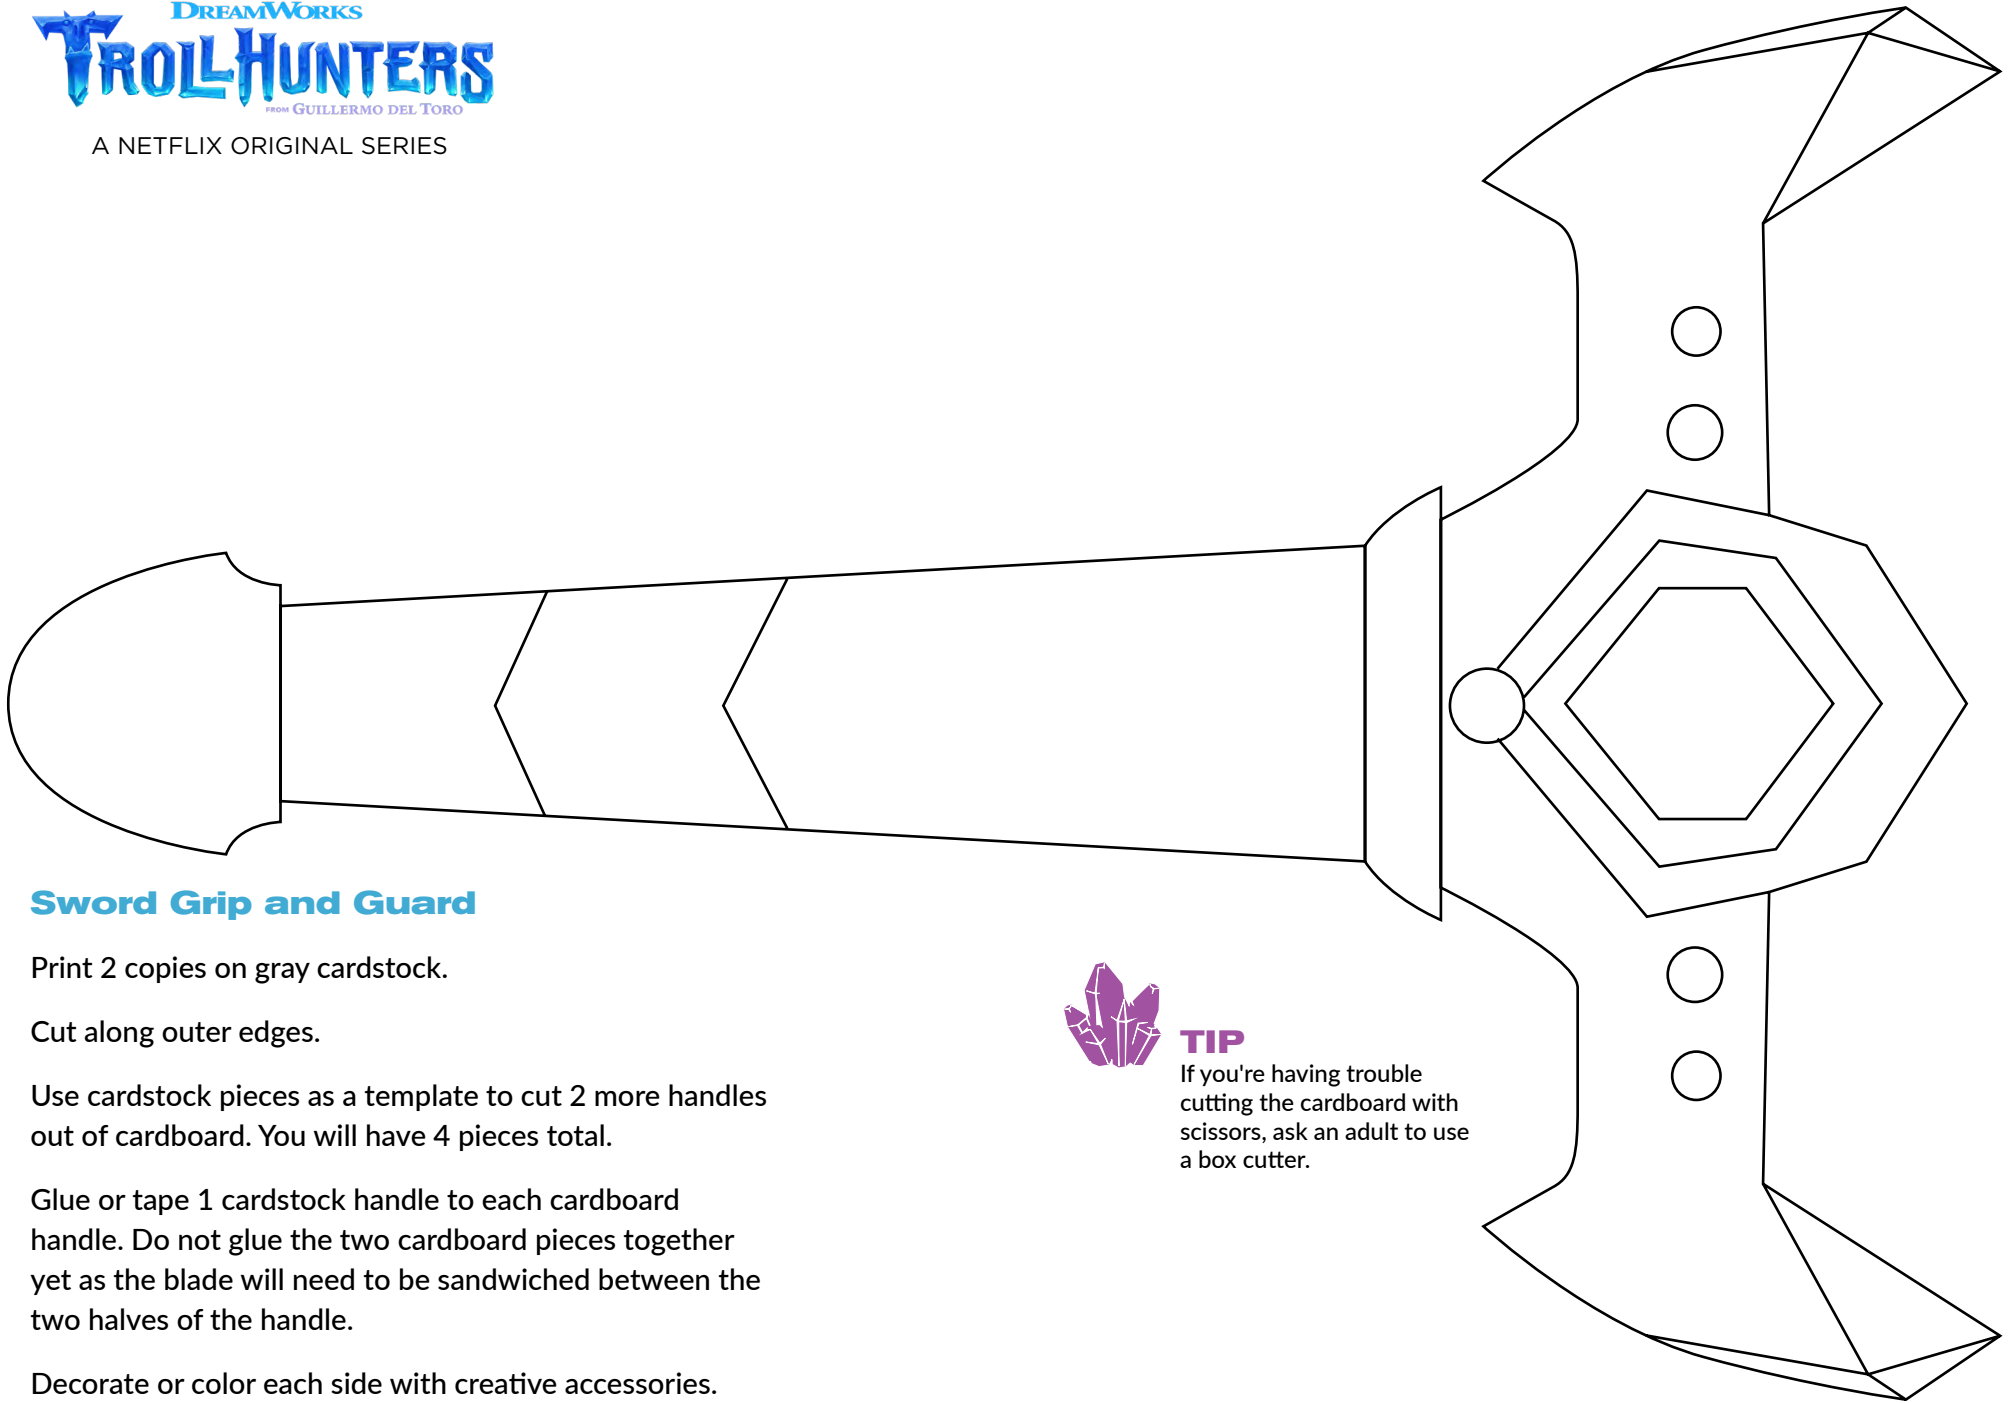 DREAMWORKS
TROLLHUNTERS
FROM GUILLERMO DEL TORO
A NETFLIX ORIGINAL SERIES
Sword Grip and Guard
Print 2 copies on gray cardstock.
Cut along outer edges.
Use cardstock pieces as a template to cut 2 more handles
out of cardboard. You will have 4 pieces total.
Glue or tape 1 cardstock handle to each cardboard
handle. Do not glue the two cardboard pieces together
yet as the blade will need to be sandwiched between the
two halves of the handle.
Decorate or color each side with creative accessories.
TIP
If you're having trouble
cutting the cardboard with
scissors, ask an adult to use
a box cutter.